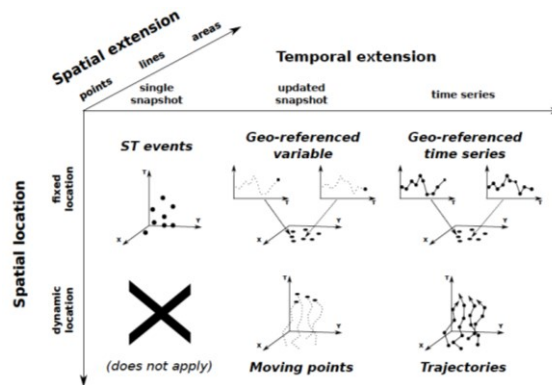 Spatial extension
points
lines
areas
Temporal extension
single
snapshot
updated
snapshot
time series
Spatial location
fixed
location
ST events
T
Y
X
Geo-referenced
variable
T
T
Y
X
Geo-referenced
time series
T
T
Y
X
dynamic
location
(does not apply)
T
Y
X
Moving points
T
Y
X
Trajectories